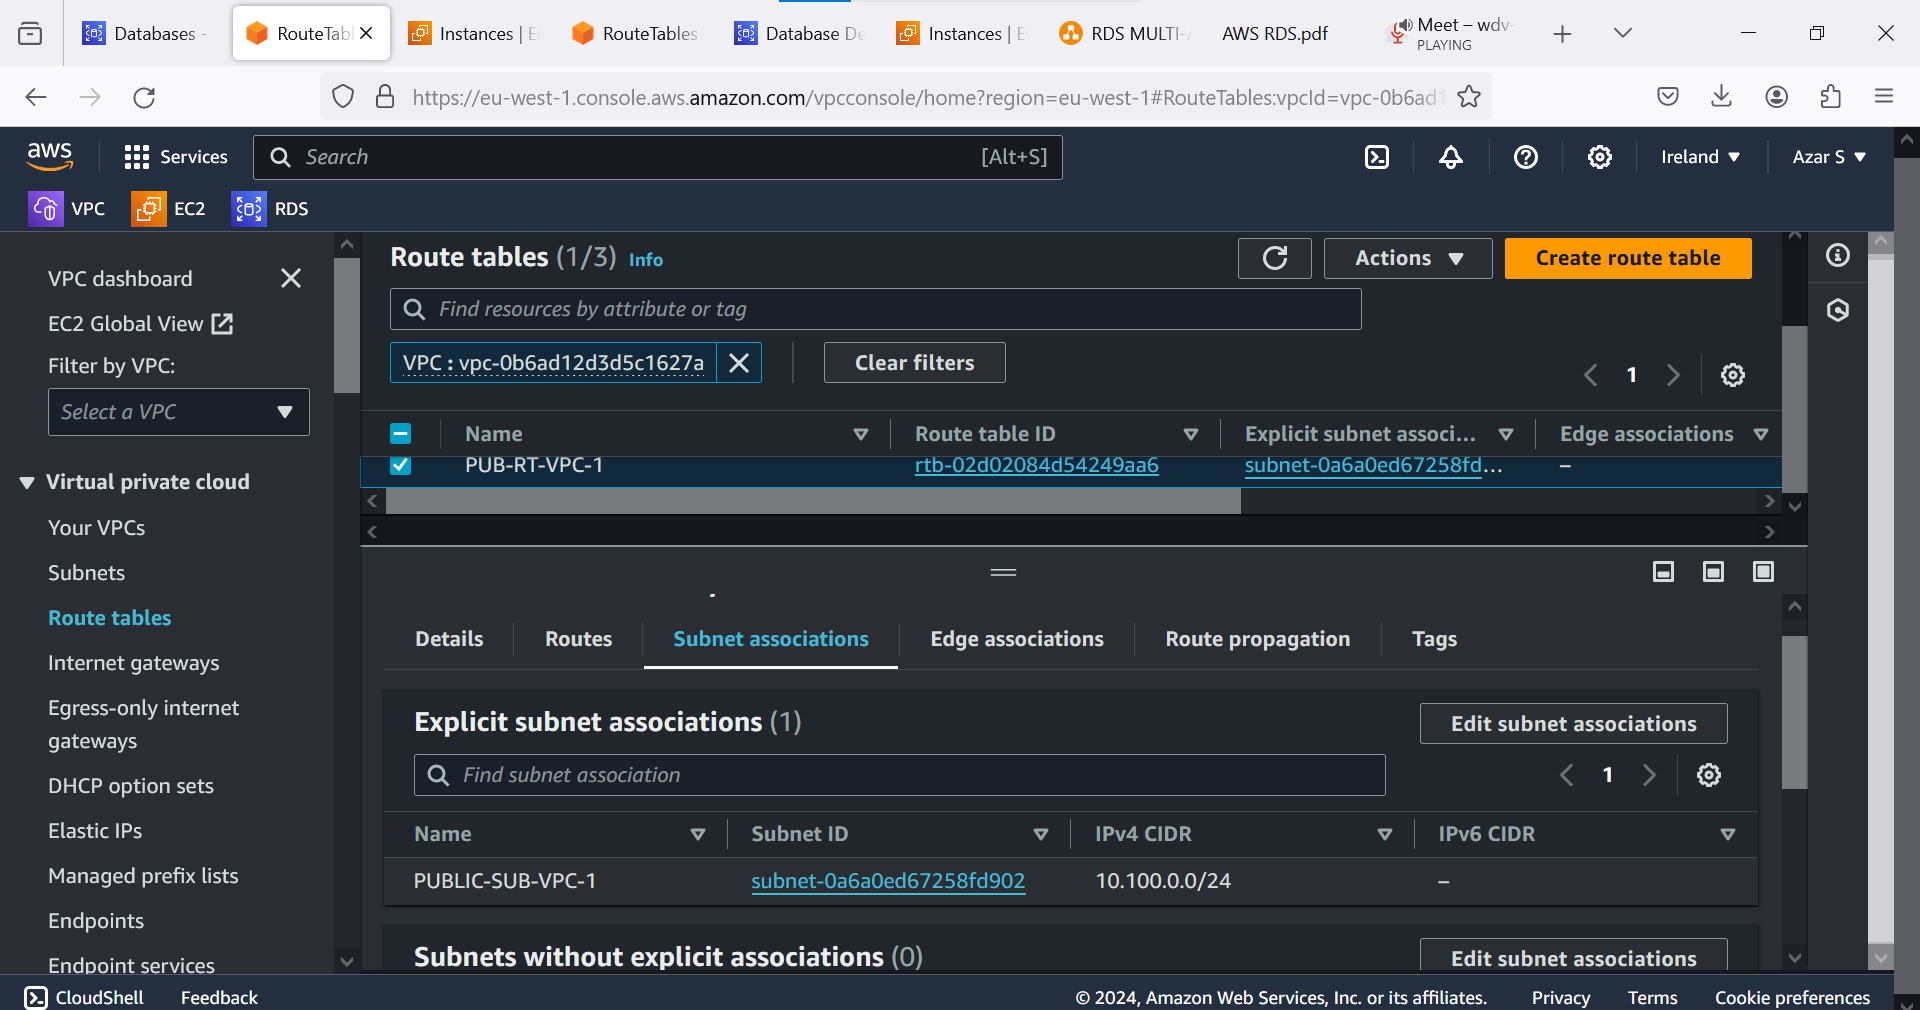 Databases -
RouteTabl
Instances | E
RouteTables
Database De
Instances | E
RDS MULTI-A
AWS RDS.pdf
Meet – wdv-
PLAYING
https://eu-west-1.console.aws.amazon.com/vpcconsole/home?region=eu-west-1#RouteTables:vpcId=vpc-0b6ad1
aws
Services
Search
[Alt+S]
Ireland
Azar S
VPC
EC2
RDS
VPC dashboard
EC2 Global View
Filter by VPC:
Select a VPC
Virtual private cloud
Your VPCs
Subnets
Route tables
Internet gateways
Egress-only internet
gateways
DHCP option sets
Elastic IPs
Managed prefix lists
Endpoints
Endpoint services
Route tables (1/3) Info
Actions
Create route table
Find resources by attribute or tag
VPC : vpc-0b6ad12d3d5c1627a
Clear filters
1
Name
Route table ID
Explicit subnet associ...
Edge associations
PUB-RT-VPC-1
rtb-02d02084d54249aa6
subnet-0a6a0ed67258fd...
–
Details
Routes
Subnet associations
Edge associations
Route propagation
Tags
Explicit subnet associations (1)
Edit subnet associations
Find subnet association
1
Name
Subnet ID
IPv4 CIDR
IPv6 CIDR
PUBLIC-SUB-VPC-1
subnet-0a6a0ed67258fd902
10.100.0.0/24
–
Subnets without explicit associations (0)
Edit subnet associations
CloudShell
Feedback
© 2024, Amazon Web Services, Inc. or its affiliates.
Privacy
Terms
Cookie preferences